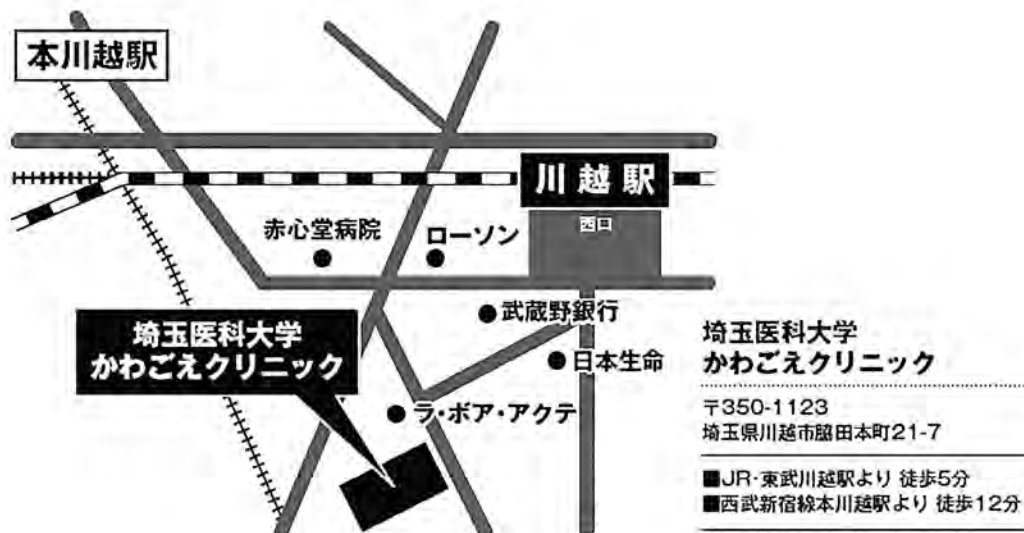 本川越駅
川越駅
西口
赤心堂病院
ローソン
武蔵野銀行
日本生命
埼玉医科大学
かわごえクリニック
ラ・ボア・アクテ
埼玉医科大学
かわごえクリニック
〒350-1123
埼玉県川越市脇田本町21-7
■JR・東武川越駅より 徒歩5分
■西武新宿線本川越駅より 徒歩12分